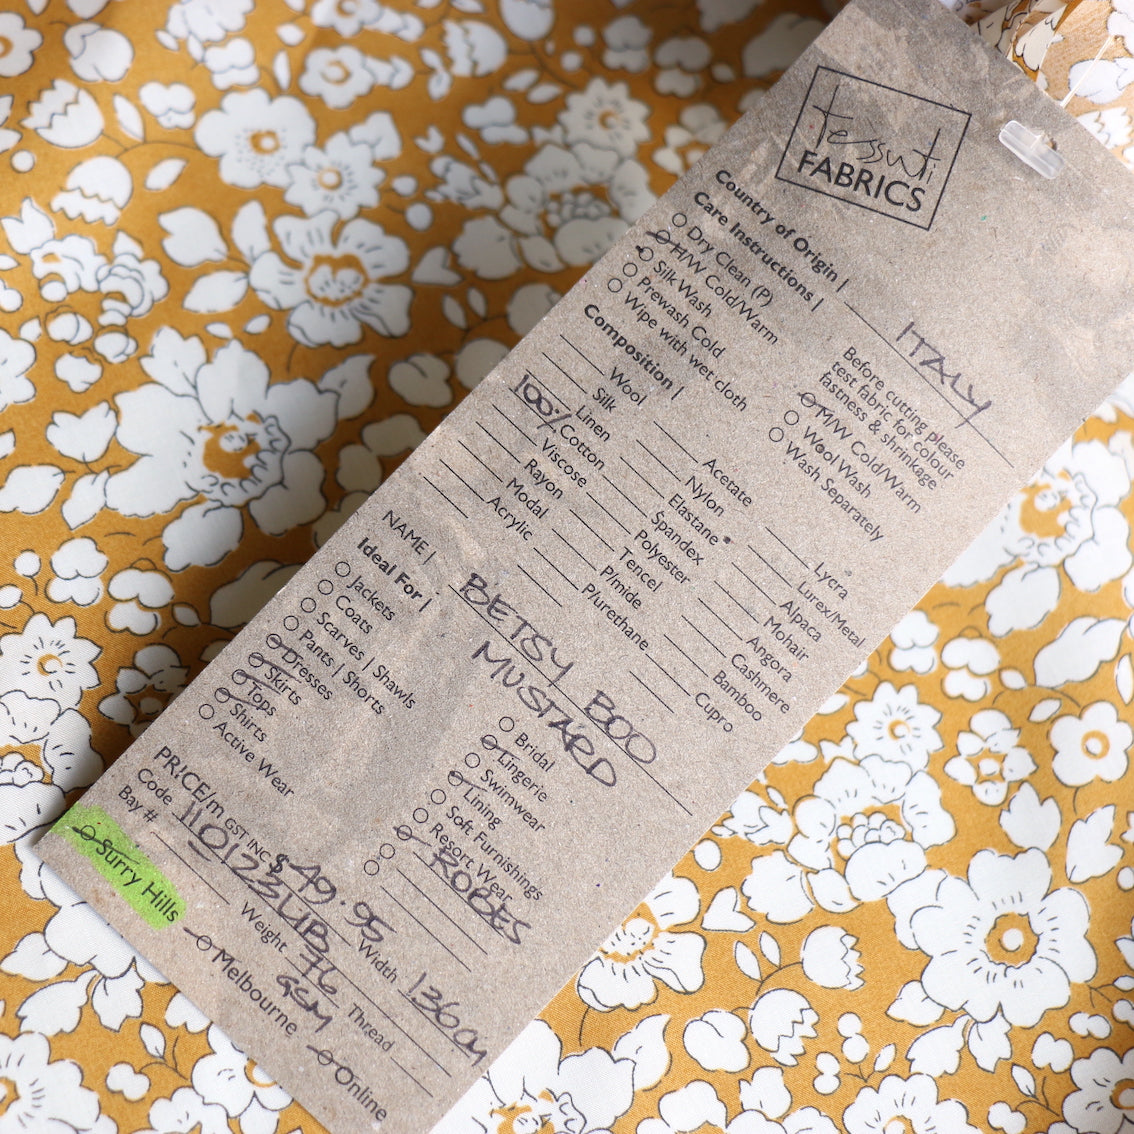 tessuti
FABRICS
Country of Origin | ITALY
Care Instructions |
Dry Clean (P)
H/W Cold/Warm
Silk Wash
Prewash Cold
Wipe with wet cloth
Before cutting please
test fabric for colour
fastness & shrinkage
M/W Cold/Warm
Wool Wash
Wash Separately
Composition |
Wool
Silk
Linen
100% Cotton
Viscose
Rayon
Modal
Acrylic
Acetate
Nylon
Elastane
Spandex
Polyester
Tencel
P/mide
P/urethane
Lycra
Lurex/Metal
Alpaca
Mohair
Angora
Cashmere
Bamboo
Cupro
NAME | BETSY BOO
MUSTARD
Ideal For |
Jackets
Coats
Scarves | Shawls
Pants | Shorts
Dresses
Skirts
Tops
Shirts
Active Wear
Bridal
Lingerie
Swimwear
Lining
Soft Furnishings
Resort Wear
ROBES
PRICE/m GST INC $49.95 Width 136cm
Code 110123LIB
Bay # Weight 76 GSM Thread
Surry Hills Melbourne Online